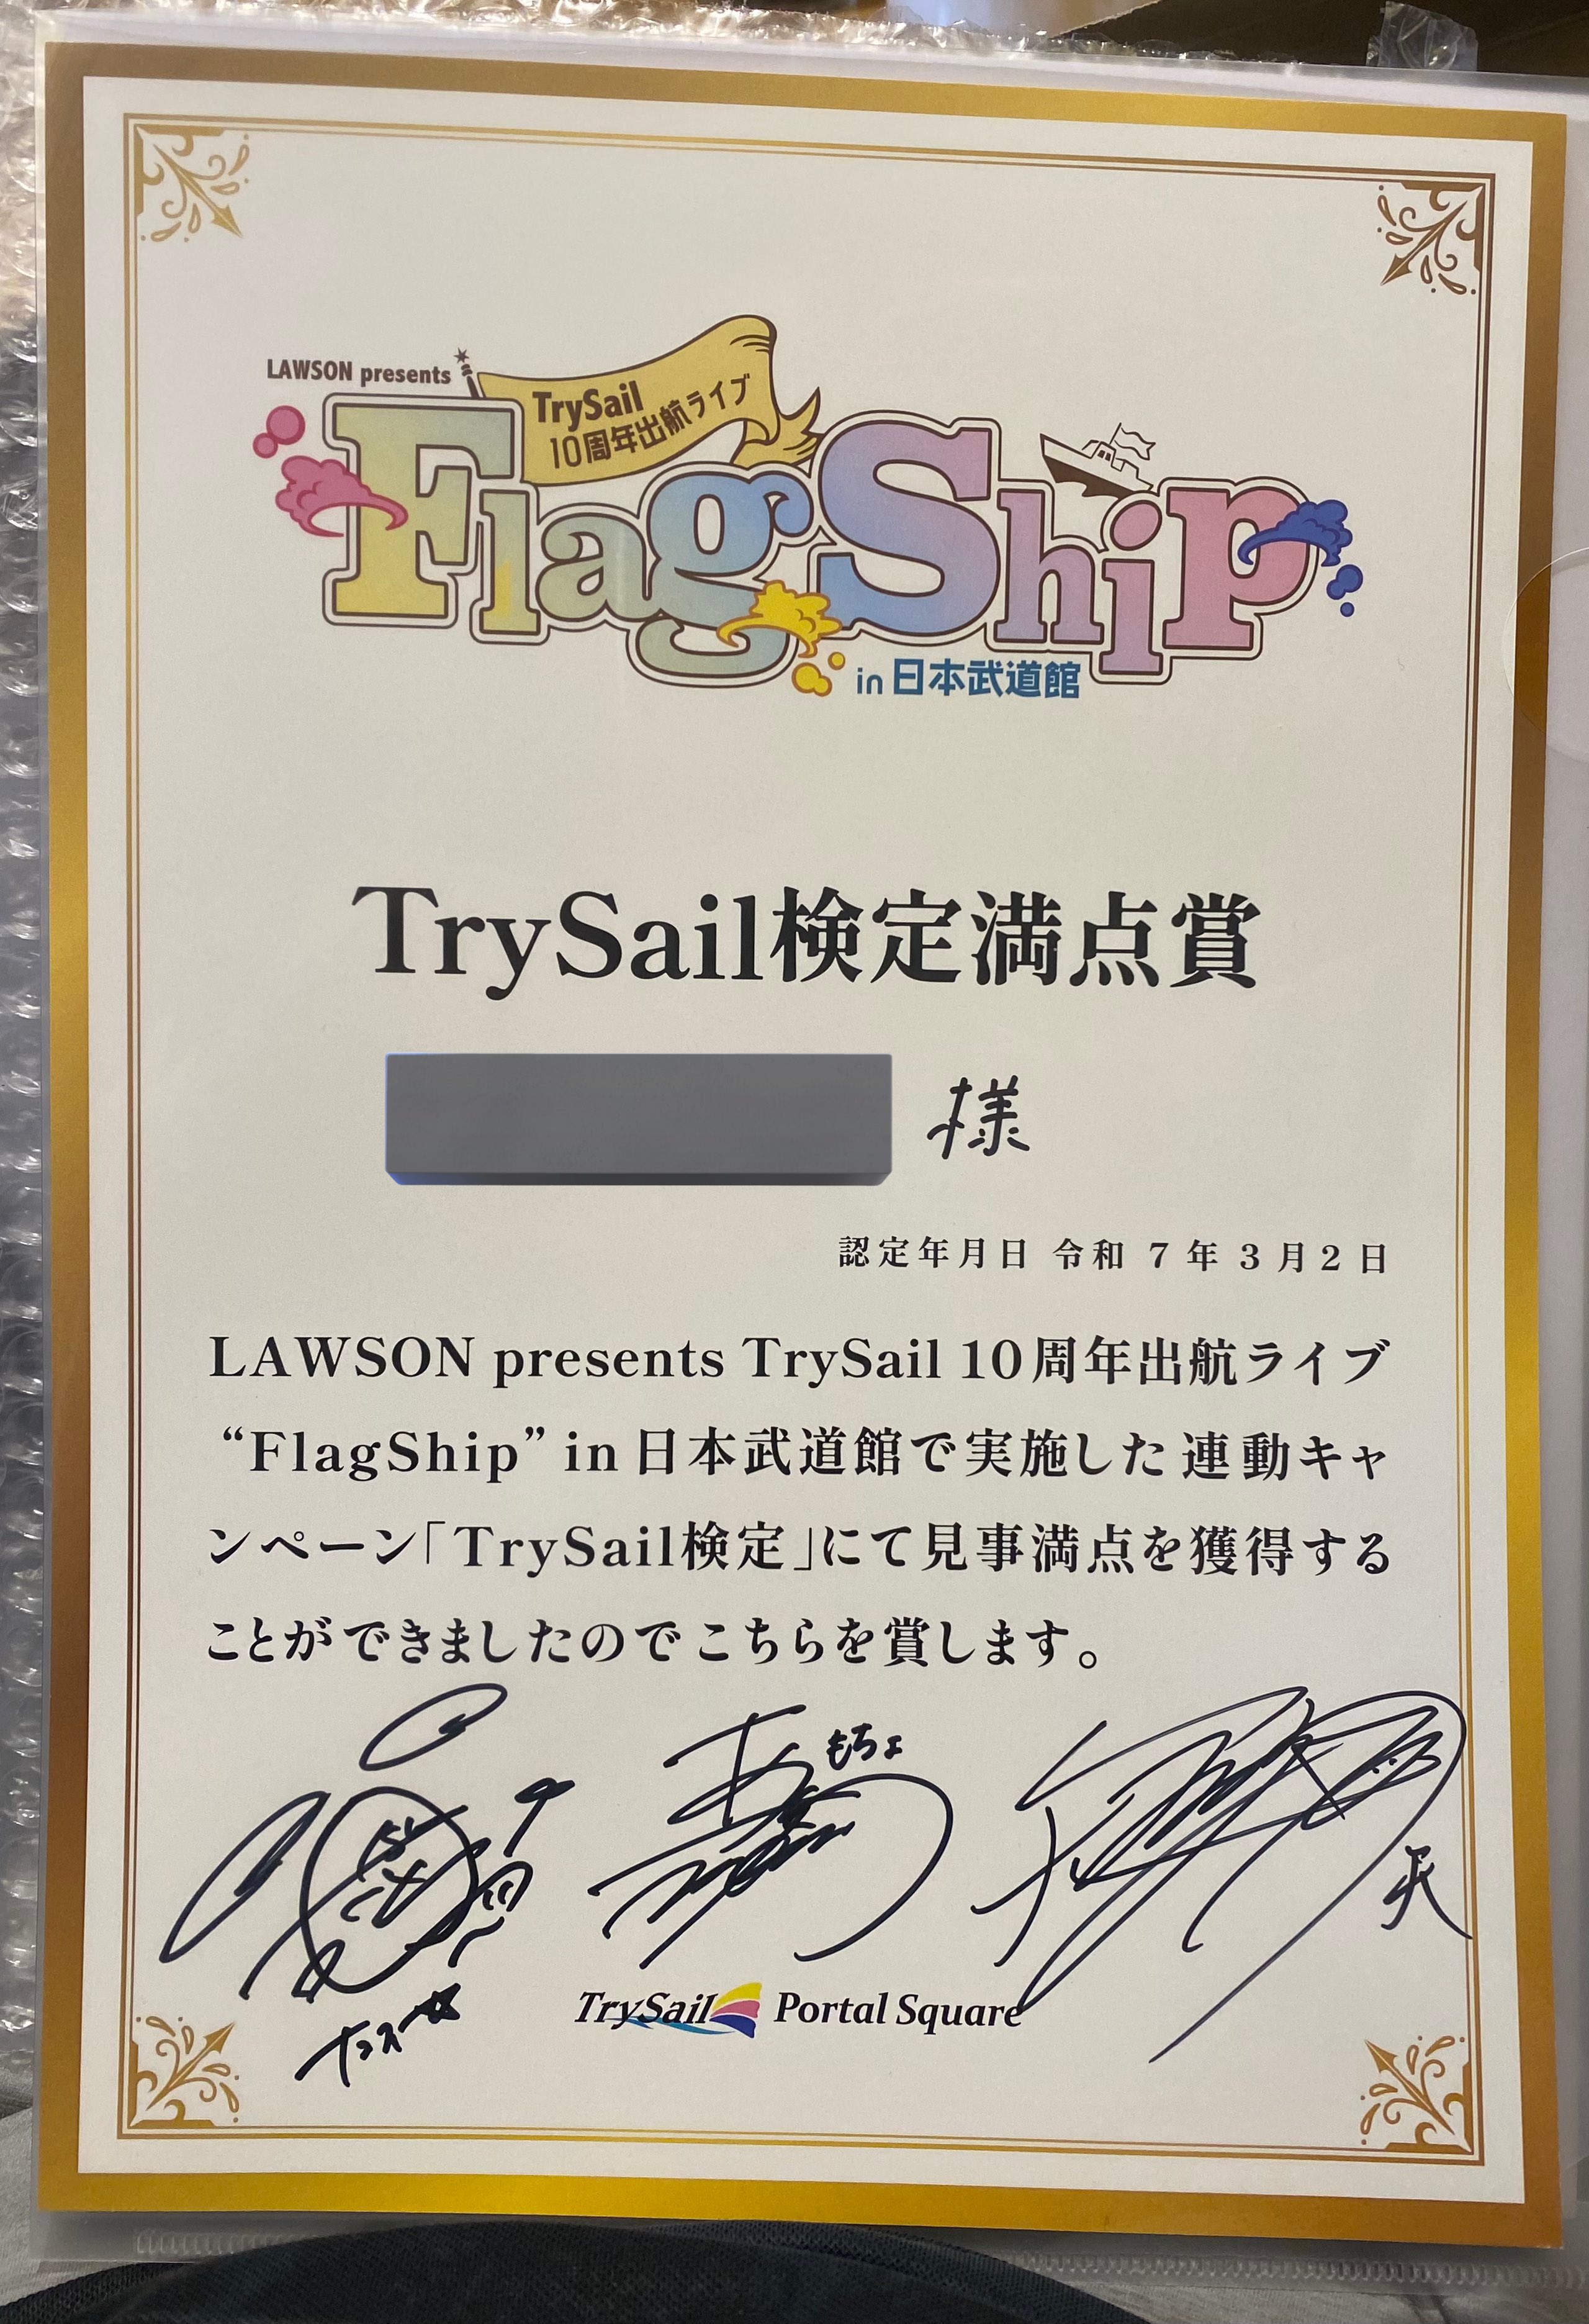 LAWSON presents
TrySail
10周年出航ライブ
FlagShip
in 日本武道館
TrySail検定満点賞
様
認定年月日 令和 7 年 3 月 2 日
LAWSON presents TrySail 10周年出航ライブ
“FlagShip” in 日本武道館で実施した 連動キャ
ンペーン「TrySail検定」にて見事満点を獲得する
ことができましたのでこちらを賞します。
もちょ
天
ナンス
TrySail Portal Square